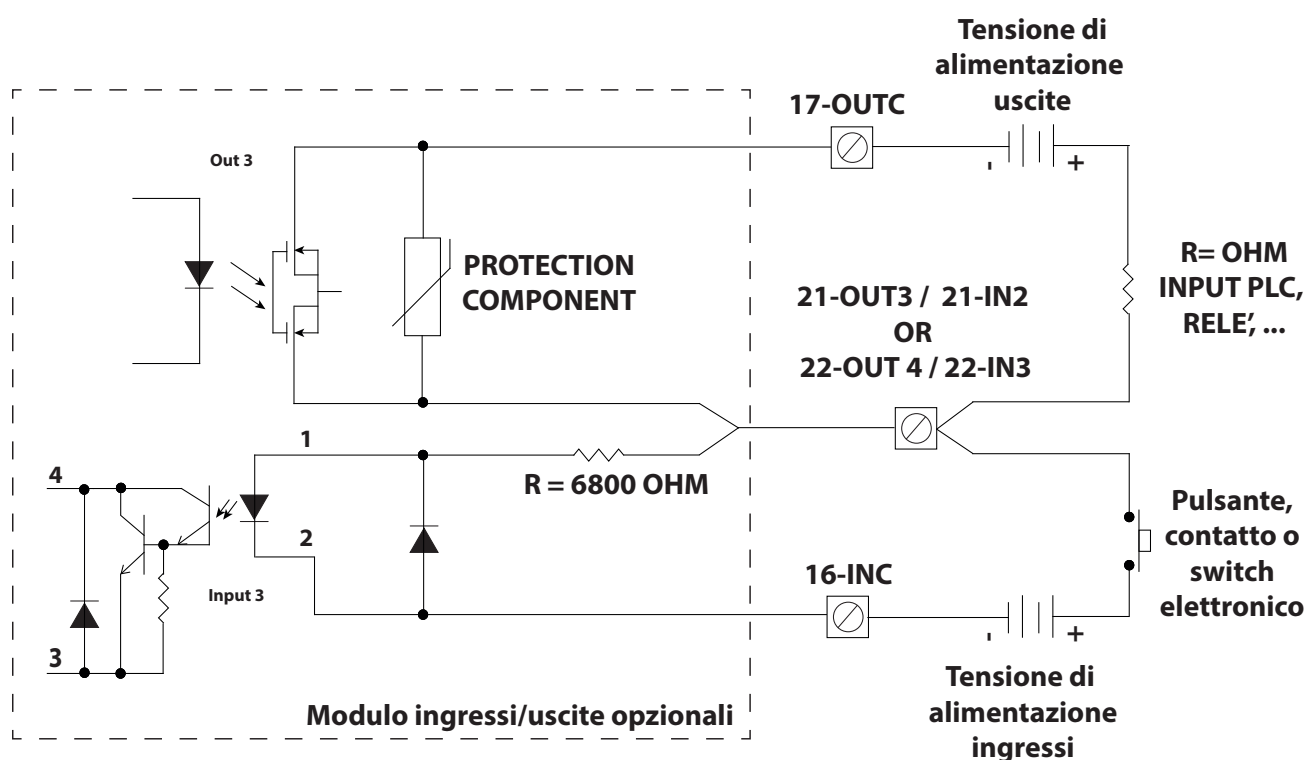 Tensione di
alimentazione
uscite
17-OUTC
Out 3
- +
PROTECTION
COMPONENT
R= OHM
INPUT PLC,
RELE', ...
21-OUT3 / 21-IN2
OR
22-OUT 4 / 22-IN3
1
R = 6800 OHM
4
2
Pulsante,
contatto o
switch
elettronico
16-INC
Input 3
- +
3
Tensione di
alimentazione
ingressi
Modulo ingressi/uscite opzionali